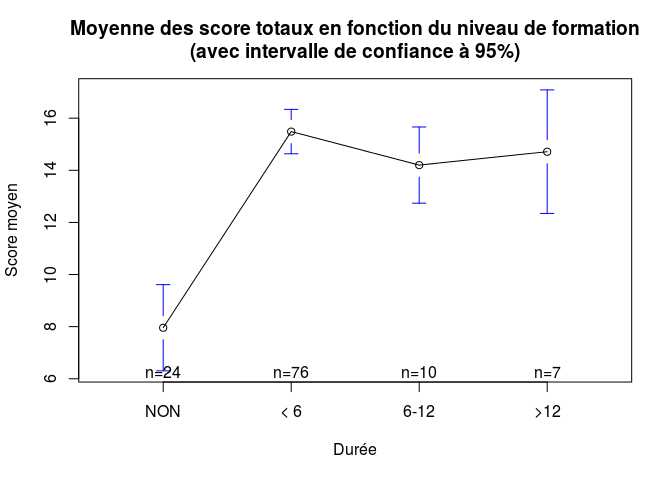 Moyenne des score totaux en fonction du niveau de formation
(avec intervalle de confiance à 95%)
Score moyen
16
14
12
10
8
6
n=24 n=76 n=10 n=7
NON < 6 6-12 >12
Durée